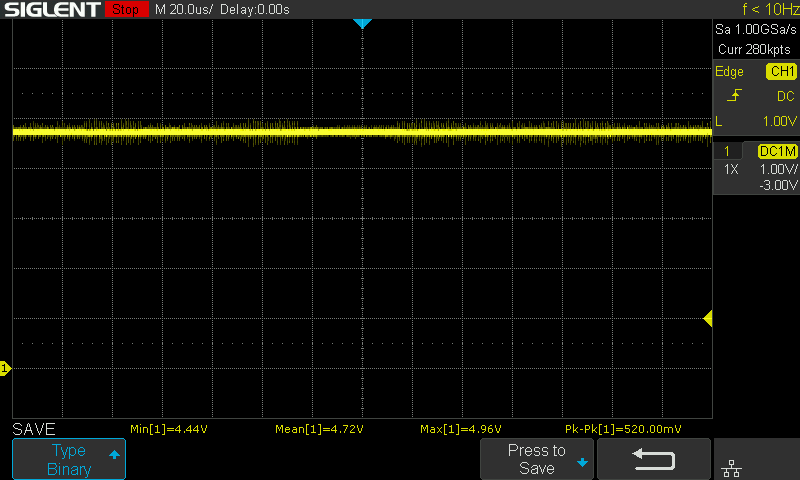 SIGLENT Stop M 20.0us/ Delay:0.00s f < 10Hz
Sa 1.00GSa/s
Curr 280kpts
Edge CH1
DC
L 1.00V
1 DC1M
1X 1.00V/
-3.00V
1
SAVE Min[1]=4.44V Mean[1]=4.72V Max[1]=4.96V Pk-Pk[1]=520.00mV
Type
Binary
Press to
Save